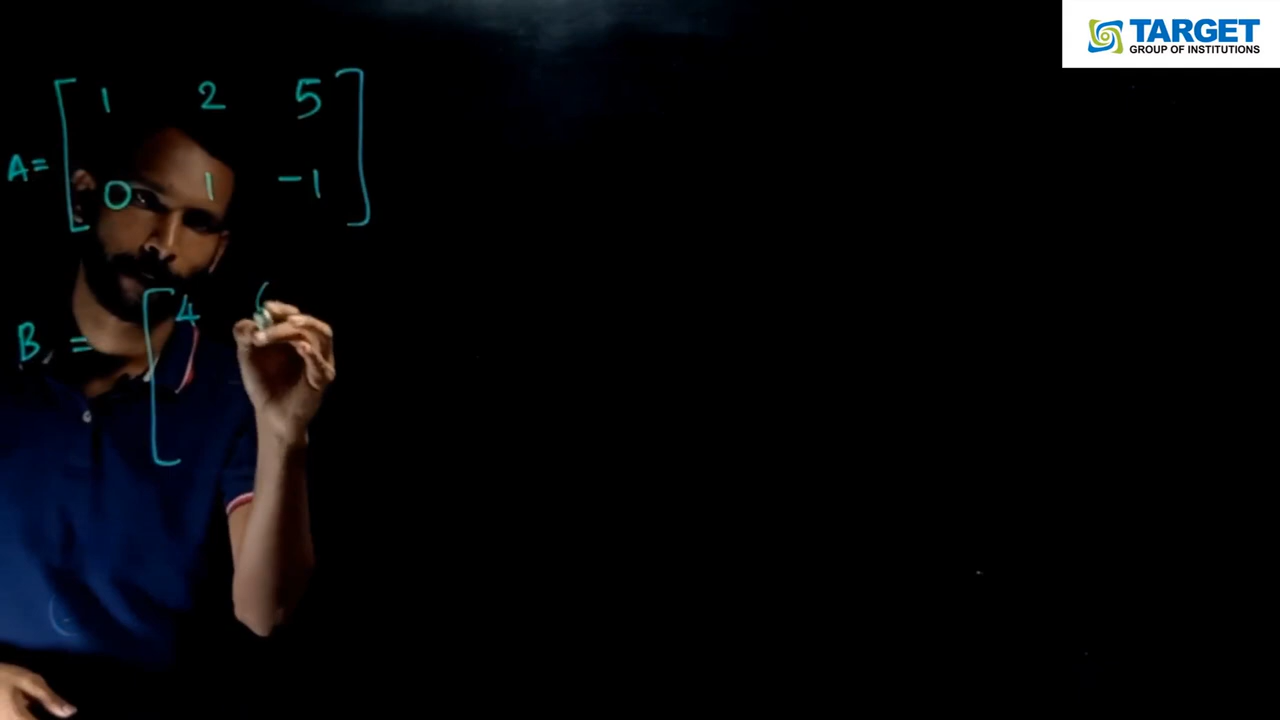 TARGET
GROUP OF INSTITUTIONS
1 2 5
A=
0 1 -1
4
B =